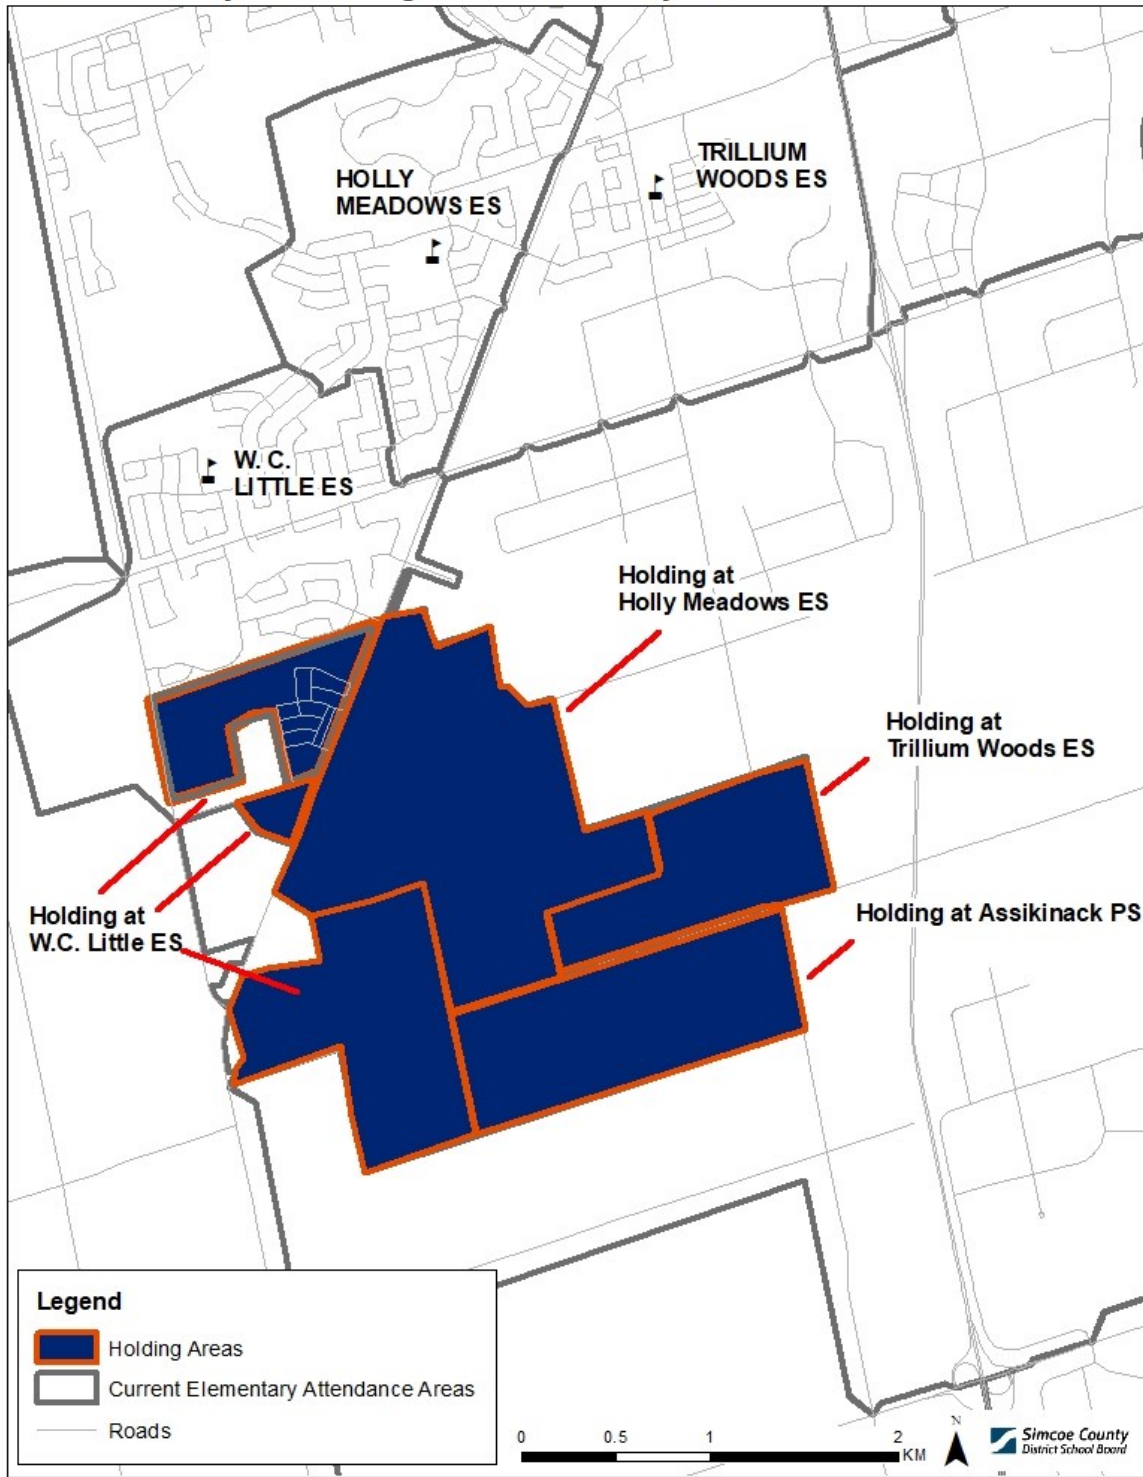 TRILLIUM
WOODS ES
HOLLY
MEADOWS ES
W. C.
LITTLE ES
Holding at
Holly Meadows ES
Holding at
Trillium Woods ES
Holding at Assikinack PS
Holding at
W.C. Little ES
Legend
Holding Areas
Current Elementary Attendance Areas
Roads
0 0.5 1 2
KM
N
Simcoe County
District School Board